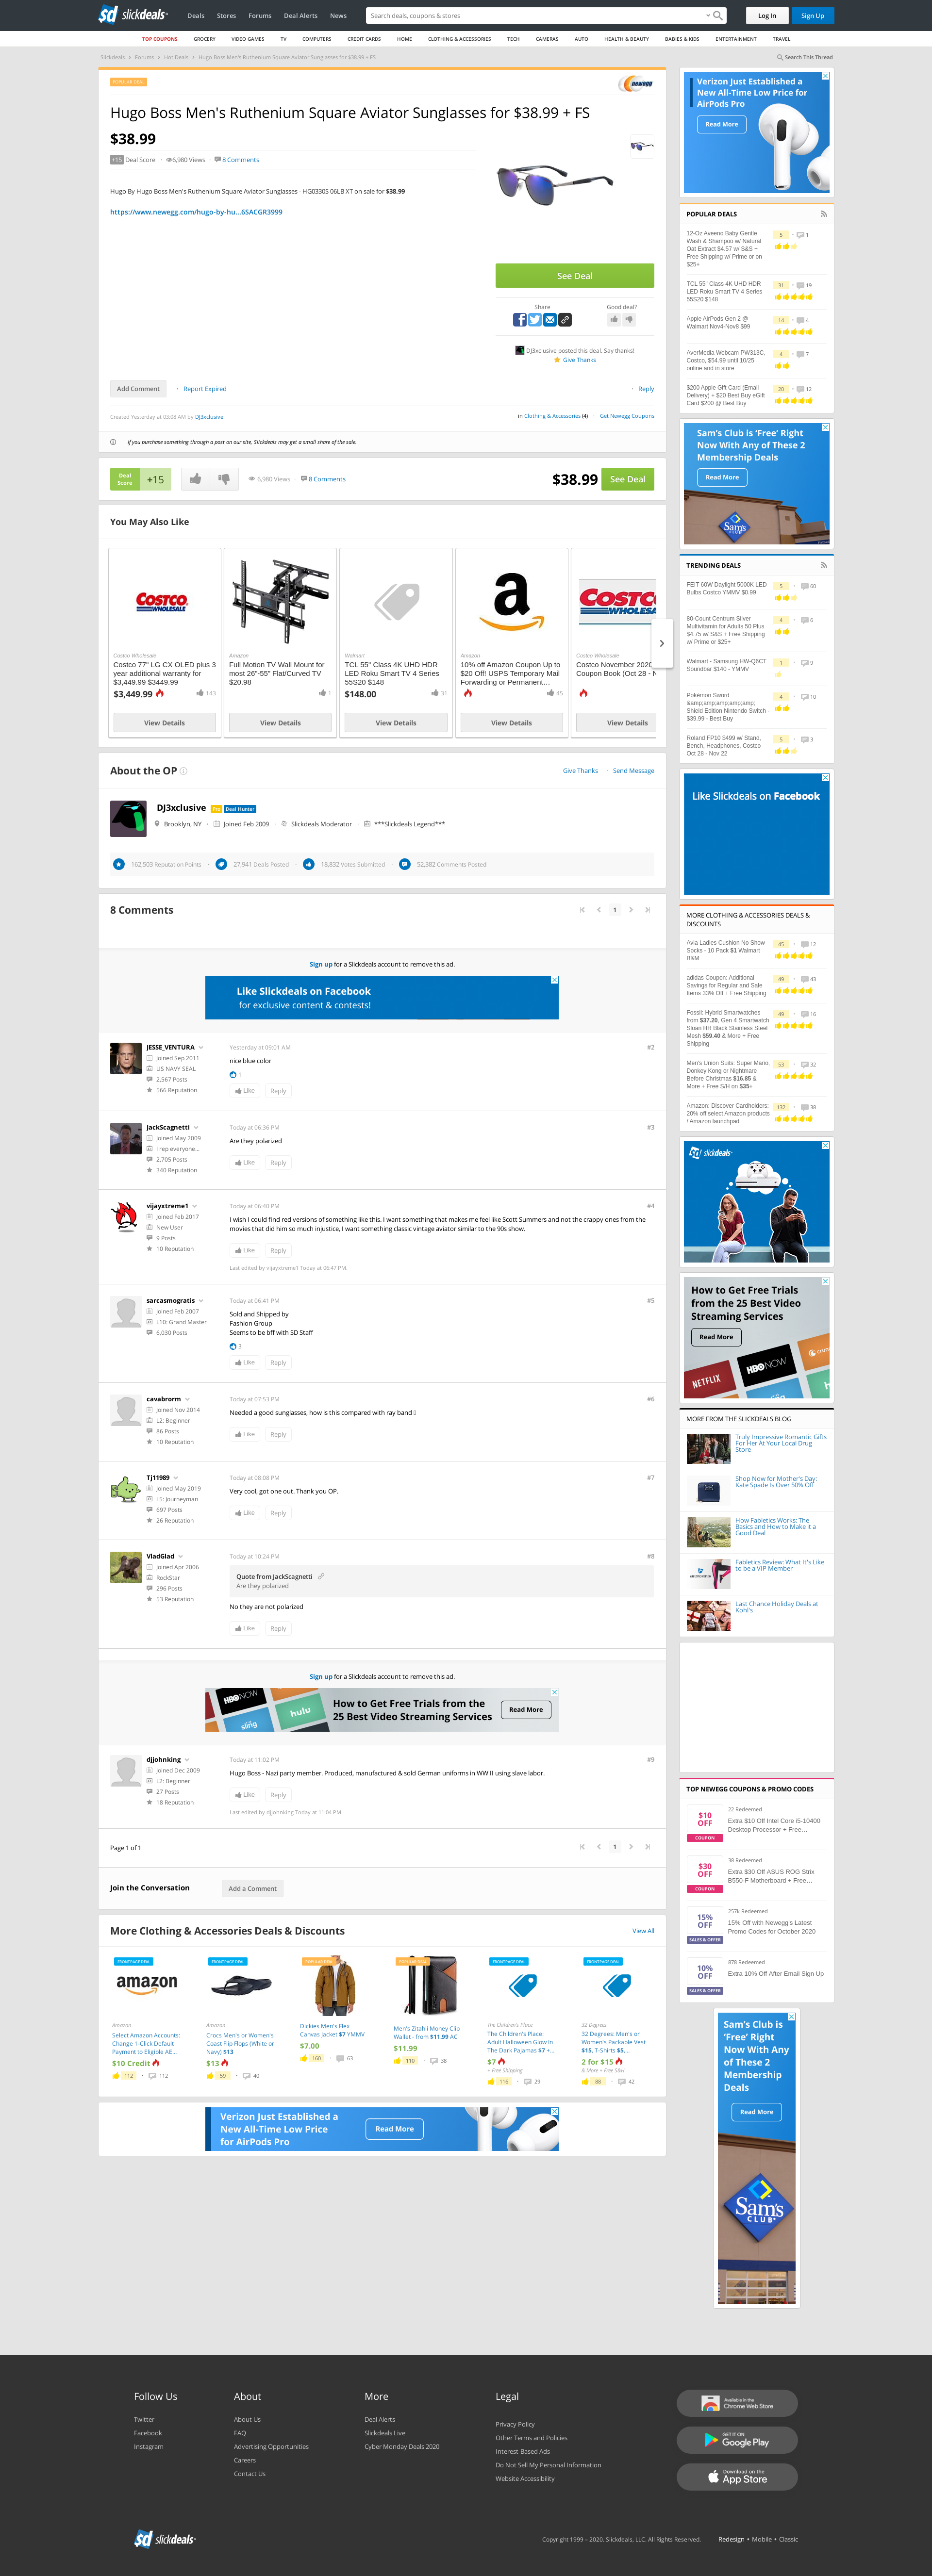 slickdeals
Deals
Stores
Forums
Deal Alerts
News
Search deals, coupons & stores
Log In
Sign Up
TOP COUPONS
GROCERY
VIDEO GAMES
TV
COMPUTERS
CREDIT CARDS
HOME
CLOTHING & ACCESSORIES
TECH
CAMERAS
AUTO
HEALTH & BEAUTY
BABIES & KIDS
ENTERTAINMENT
TRAVEL
Slickdeals › Forums › Hot Deals › Hugo Boss Men's Ruthenium Square Aviator Sunglasses for $38.99 + FS
Search This Thread
POPULAR DEAL
newegg
Hugo Boss Men's Ruthenium Square Aviator Sunglasses for $38.99 + FS
$38.99
+15 Deal Score
6,980 Views
8 Comments
Hugo By Hugo Boss Men's Ruthenium Square Aviator Sunglasses - HG0330S 06LB XT on sale for $38.99
https://www.newegg.com/hugo-by-hu...6SACGR3999
See Deal
Share
Good deal?
DJ3xclusive posted this deal. Say thanks!
Give Thanks
Add Comment
Report Expired
Reply
Created Yesterday at 03:08 AM by DJ3xclusive
in Clothing & Accessories (4)
Get Newegg Coupons
If you purchase something through a post on our site, Slickdeals may get a small share of the sale.
Deal Score
+15
6,980 Views
8 Comments
$38.99
See Deal
You May Also Like
Costco Wholesale
Costco 77" LG CX OLED plus 3 year additional warranty for $3,449.99 $3449.99
$3,449.99
143
View Details
Amazon
Full Motion TV Wall Mount for most 26"-55" Flat/Curved TV $20.98
1
View Details
Walmart
TCL 55" Class 4K UHD HDR LED Roku Smart TV 4 Series 55S20 $148
$148.00
31
View Details
Amazon
10% off Amazon Coupon Up to $20 Off! USPS Temporary Mail Forwarding or Permanent…
45
View Details
Costco Wholesale
Costco November 2020
Coupon Book (Oct 28 - N
View Details
About the OP
Give Thanks
Send Message
DJ3xclusive
Pro
Deal Hunter
Brooklyn, NY
Joined Feb 2009
Slickdeals Moderator
***Slickdeals Legend***
162,503 Reputation Points
27,941 Deals Posted
18,832 Votes Submitted
52,382 Comments Posted
8 Comments
1
Sign up for a Slickdeals account to remove this ad.
Like Slickdeals on Facebook
for exclusive content & contests!
JESSE_VENTURA
Joined Sep 2011
US NAVY SEAL
2,567 Posts
566 Reputation
Yesterday at 09:01 AM
#2
nice blue color
1
Like
Reply
JackScagnetti
Joined May 2009
I rep everyone...
2,705 Posts
340 Reputation
Today at 06:36 PM
#3
Are they polarized
Like
Reply
vijayxtreme1
Joined Feb 2017
New User
9 Posts
10 Reputation
Today at 06:40 PM
#4
I wish I could find rod versions of something like this. I want something that makes me feel like Scott Summers and not the crappy ones from the movies that did him so much injustice, I want something classic vintage aviator similar to the 90s show.
Like
Reply
Last edited by vijayxtreme1 Today at 06:47 PM.
sarcasmogratis
Joined Feb 2007
L10: Grand Master
6,030 Posts
Today at 06:41 PM
#5
Sold and Shipped by
Fashion Group
Seems to be bff with SD Staff
3
Like
Reply
cavabrorm
Joined Nov 2014
L2: Beginner
86 Posts
10 Reputation
Today at 07:53 PM
#6
Needed a good sunglasses, how is this compared with ray band
Like
Reply
Tj11989
Joined May 2019
L5: Journeyman
697 Posts
26 Reputation
Today at 08:08 PM
#7
Very cool, got one out. Thank you OP.
Like
Reply
VladGlad
Joined Apr 2006
RockStar
296 Posts
53 Reputation
Today at 10:24 PM
#8
Quote from JackScagnetti
Are they polarized
No they are not polarized
Like
Reply
Sign up for a Slickdeals account to remove this ad.
HBO NOW
sling
hulu
How to Get Free Trials from the
25 Best Video Streaming Services
Read More
djjohnking
Joined Dec 2009
L2: Beginner
27 Posts
18 Reputation
Today at 11:02 PM
#9
Hugo Boss - Nazi party member. Produced, manufactured & sold German uniforms in WW II using slave labor.
Like
Reply
Last edited by djjohnking Today at 11:04 PM.
Page 1 of 1
1
Join the Conversation
Add a Comment
More Clothing & Accessories Deals & Discounts
View All
FRONTPAGE DEAL
amazon
Amazon
Select Amazon Accounts: Change 1-Click Default Payment to Eligible AE...
$10 Credit
112
112
FRONTPAGE DEAL
Amazon
Crocs Men's or Women's Coast Flip Flops (White or Navy) $13
$13
59
40
POPULAR DEAL
Dickies Men's Flex Canvas Jacket $7 YMMV
$7.00
160
63
POPULAR DEAL
Men's Zitahli Money Clip Wallet - from $11.99 AC
$11.99
110
38
FRONTPAGE DEAL
The Children's Place
The Children's Place: Adult Halloween Glow In The Dark Pajamas $7 +...
$7
+ Free Shipping
116
29
FRONTPAGE DEAL
32 Degrees
32 Degrees: Men's or Women's Packable Vest $15, T-Shirts $5,...
2 for $15
& More + Free S&H
88
42
Verizon Just Established a
New All-Time Low Price
for AirPods Pro
Read More
Verizon Just Established a
New All-Time Low Price for
AirPods Pro
Read More
POPULAR DEALS
12-Oz Aveeno Baby Gentle Wash & Shampoo w/ Natural Oat Extract $4.57 w/ S&S + Free Shipping w/ Prime or on $25+
5
1
TCL 55" Class 4K UHD HDR LED Roku Smart TV 4 Series 55S20 $148
31
19
Apple AirPods Gen 2 @ Walmart Nov4-Nov8 $99
14
4
AverMedia Webcam PW313C, Costco, $54.99 until 10/25 online and in store
4
7
$200 Apple Gift Card (Email Delivery) + $20 Best Buy eGift Card $200 @ Best Buy
20
12
Sam's Club is 'Free' Right
Now With Any of These 2
Membership Deals
Read More
Sam's
TRENDING DEALS
FEIT 60W Daylight 5000K LED Bulbs Costco YMMV $0.99
5
60
80-Count Centrum Silver Multivitamin for Adults 50 Plus $4.75 w/ S&S + Free Shipping w/ Prime or $25+
4
6
Walmart - Samsung HW-Q6CT Soundbar $140 - YMMV
1
9
Pokémon Sword &amp;amp;amp;amp;amp; Shield Edition Nintendo Switch - $39.99 - Best Buy
4
10
Roland FP10 $499 w/ Stand, Bench, Headphones, Costco Oct 28 - Nov 22
5
3
Like Slickdeals on Facebook
MORE CLOTHING & ACCESSORIES DEALS & DISCOUNTS
Avia Ladies Cushion No Show Socks - 10 Pack $1 Walmart B&M
45
12
adidas Coupon: Additional Savings for Regular and Sale Items 33% Off + Free Shipping
49
43
Fossil: Hybrid Smartwatches from $37.20, Gen 4 Smartwatch Sloan HR Black Stainless Steel Mesh $59.40 & More + Free Shipping
49
16
Men's Union Suits: Super Mario, Donkey Kong or Nightmare Before Christmas $16.85 & More + Free S/H on $35+
53
32
Amazon: Discover Cardholders: 20% off select Amazon products / Amazon launchpad
132
38
slickdeals
How to Get Free Trials
from the 25 Best Video
Streaming Services
Read More
NETFLIX
HBO NOW
MORE FROM THE SLICKDEALS BLOG
Truly Impressive Romantic Gifts For Her At Your Local Drug Store
Shop Now for Mother's Day: Kate Spade Is Over 50% Off
How Fabletics Works: The Basics and How to Make it a Good Deal
Fabletics Review: What It's Like to be a VIP Member
Last Chance Holiday Deals at Kohl's
TOP NEWEGG COUPONS & PROMO CODES
$10 OFF
COUPON
22 Redeemed
Extra $10 Off Intel Core i5-10400 Desktop Processor + Free…
$30 OFF
COUPON
38 Redeemed
Extra $30 Off ASUS ROG Strix B550-F Motherboard + Free…
15% OFF
SALES & OFFER
257k Redeemed
15% Off with Newegg's Latest Promo Codes for October 2020
10% OFF
SALES & OFFER
878 Redeemed
Extra 10% Off After Email Sign Up
Sam's Club is
'Free' Right
Now With Any
of These 2
Membership
Deals
Read More
Sam's
CLUB
Follow Us
Twitter
Facebook
Instagram
About
About Us
FAQ
Advertising Opportunities
Careers
Contact Us
More
Deal Alerts
Slickdeals Live
Cyber Monday Deals 2020
Legal
Privacy Policy
Other Terms and Policies
Interest-Based Ads
Do Not Sell My Personal Information
Website Accessibility
Available in the
Chrome Web Store
GET IT ON
Google Play
Download on the
App Store
slickdeals
Copyright 1999 - 2020. Slickdeals, LLC. All Rights Reserved.
Redesign • Mobile • Classic